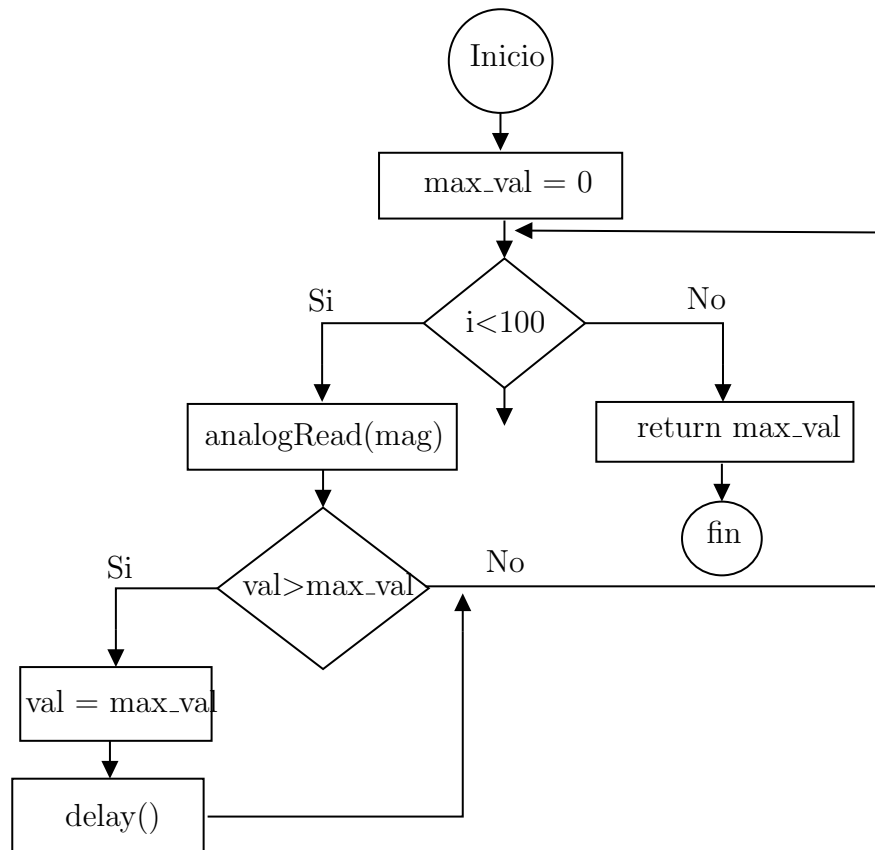 Inicio
max_val = 0
Si
i<100
No
analogRead(mag)
return max_val
fin
Si
val>max_val
No
val = max_val
delay()